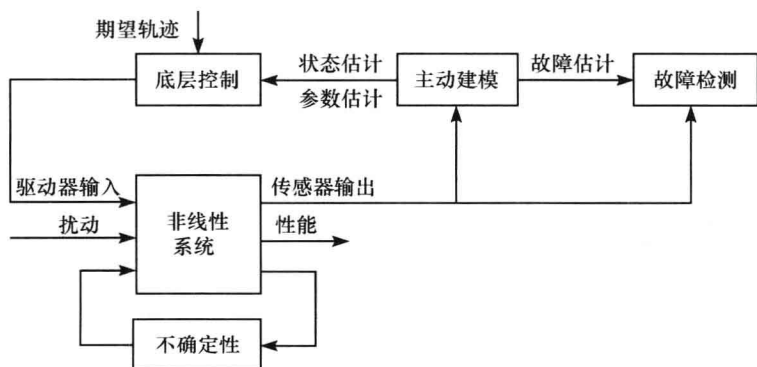 期望轨迹
底层控制
状态估计
参数估计
主动建模
故障估计
故障检测
驱动器输入
扰动
非线性
系统
传感器输出
性能
不确定性